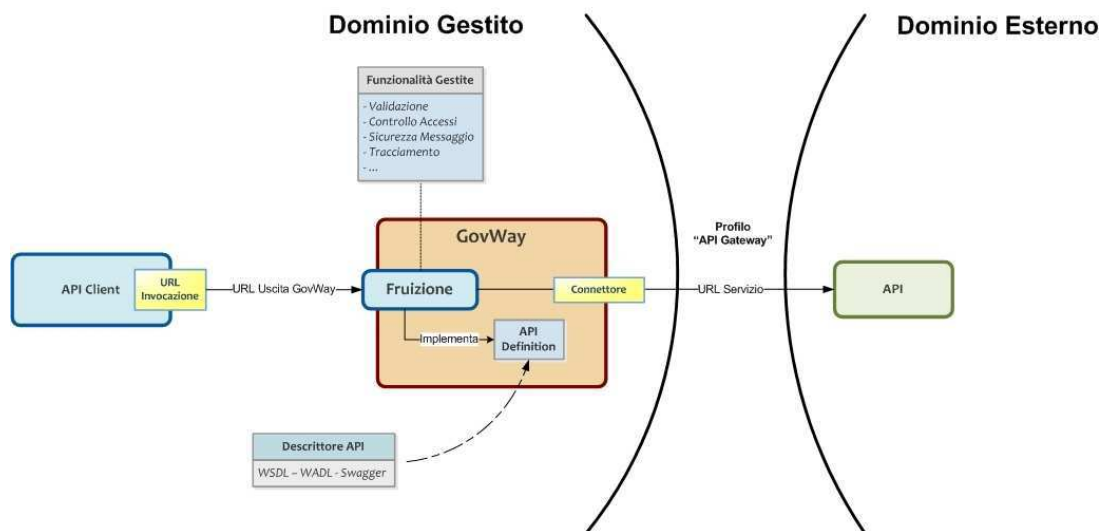 Dominio Gestito
Dominio Esterno
Funzionalità Gestite
- Validazione
- Controllo Accessi
- Sicurezza Messaggio
- Tracciamento
- ...
GovWay
Profilo
“API Gateway”
API Client
URL
Invocazione
URL Uscita GovWay
Fruizione
Connettore
URL Servizio
API
Implementa
API
Definition
Descrittore API
WSDL – WADL - Swagger